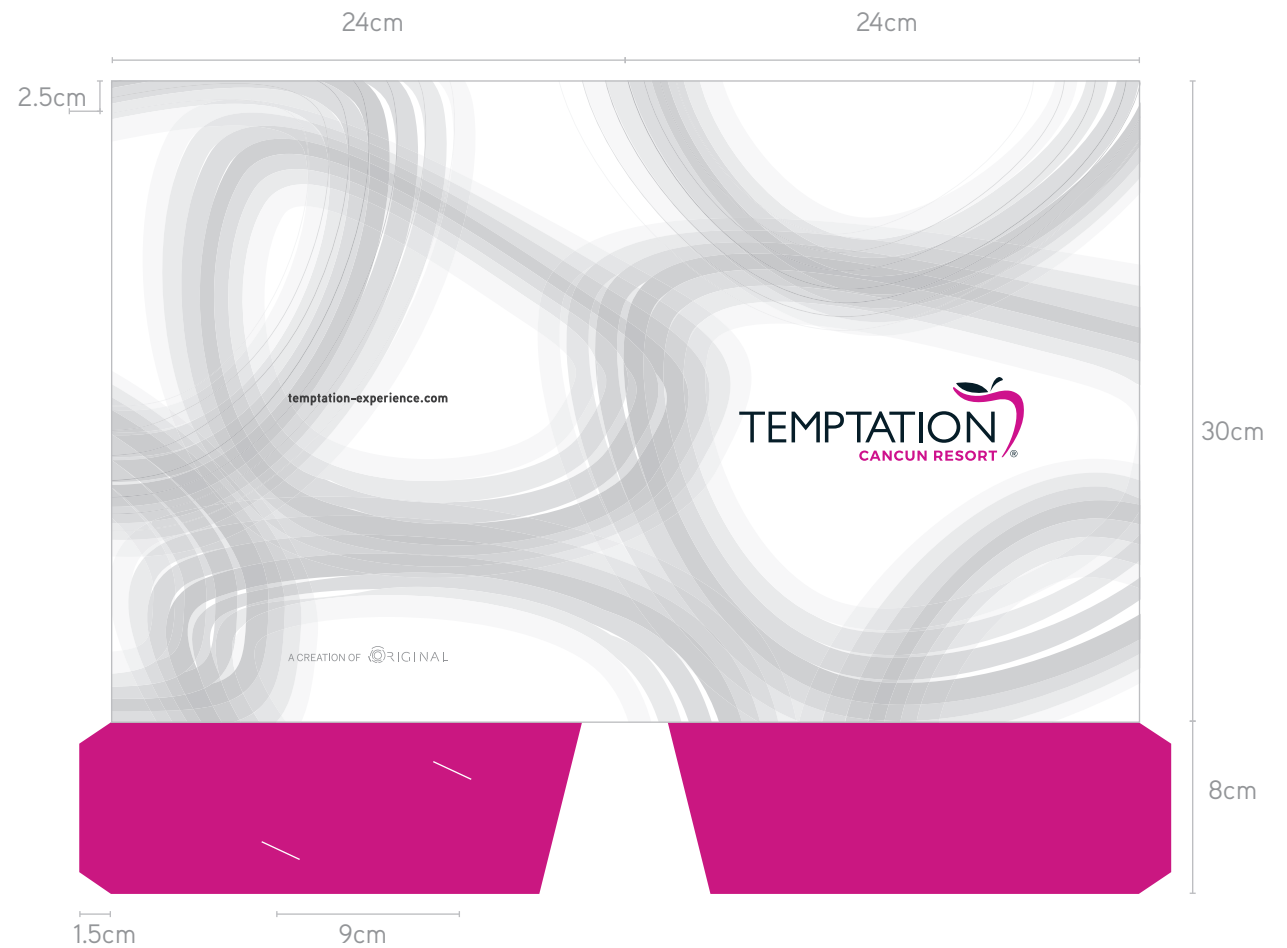 24cm
24cm
2.5cm
temptation-experience.com
TEMPTATION
CANCUN RESORT ®
30cm
A CREATION OF ORIGINAL
8cm
1.5cm
9cm